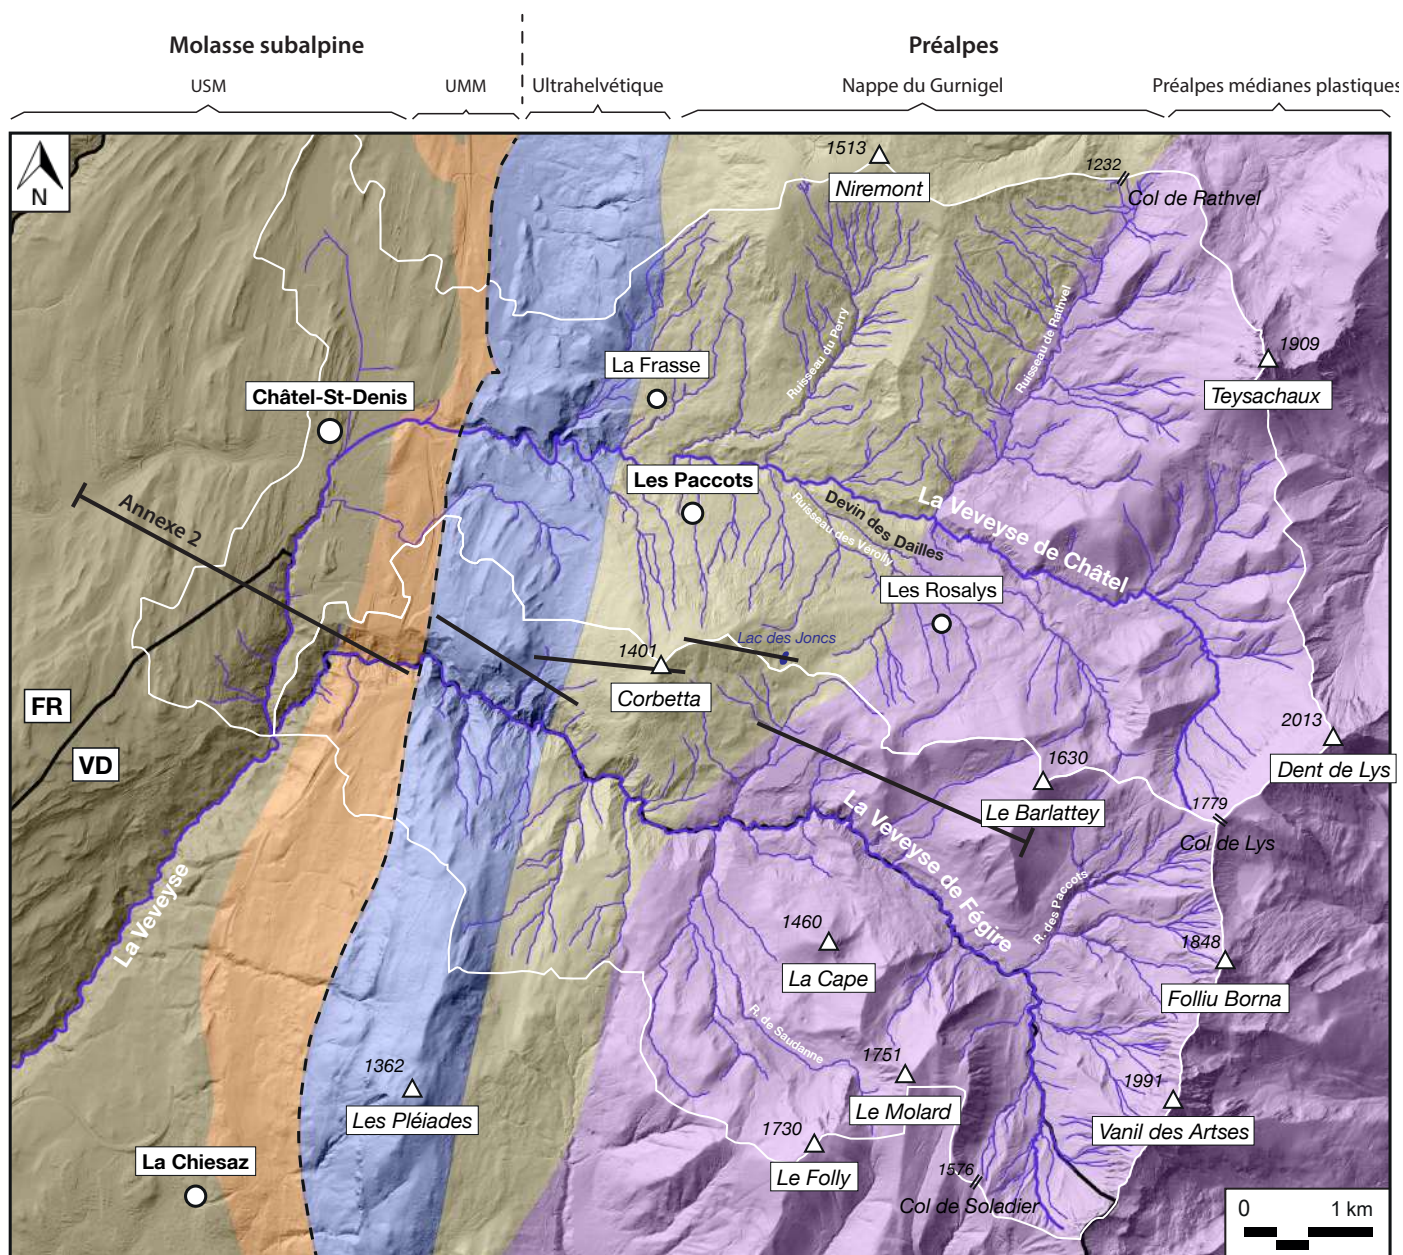 Molasse subalpine
Préalpes
USM
UMM
Ultrahelvétique
Nappe du Gurnigel
Préalpes médianes plastiques
N
1513
Niremont
1232
Col de Rathvel
Ruisseau du Perry
Ruisseau de Rathvel
1909
Teysachaux
La Frasse
Châtel-St-Denis
Les Paccots
Annexe 2
Devin des Dailles
Ruisseau des Vérolly
La Veveyse de Châtel
Les Rosalys
Lac des Joncs
1401
Corbetta
FR
VD
2013
Dent de Lys
1630
Le Barlattey
1779
Col de Lys
La Veveyse
La Veveyse de Fégire
R. des Paccots
1460
La Cape
1848
Folliu Borna
R. de Saudanne
1362
Les Pléiades
1751
Le Molard
1991
Vanil des Artses
1730
Le Folly
La Chiesaz
1576
Col de Soladier
0 1 km